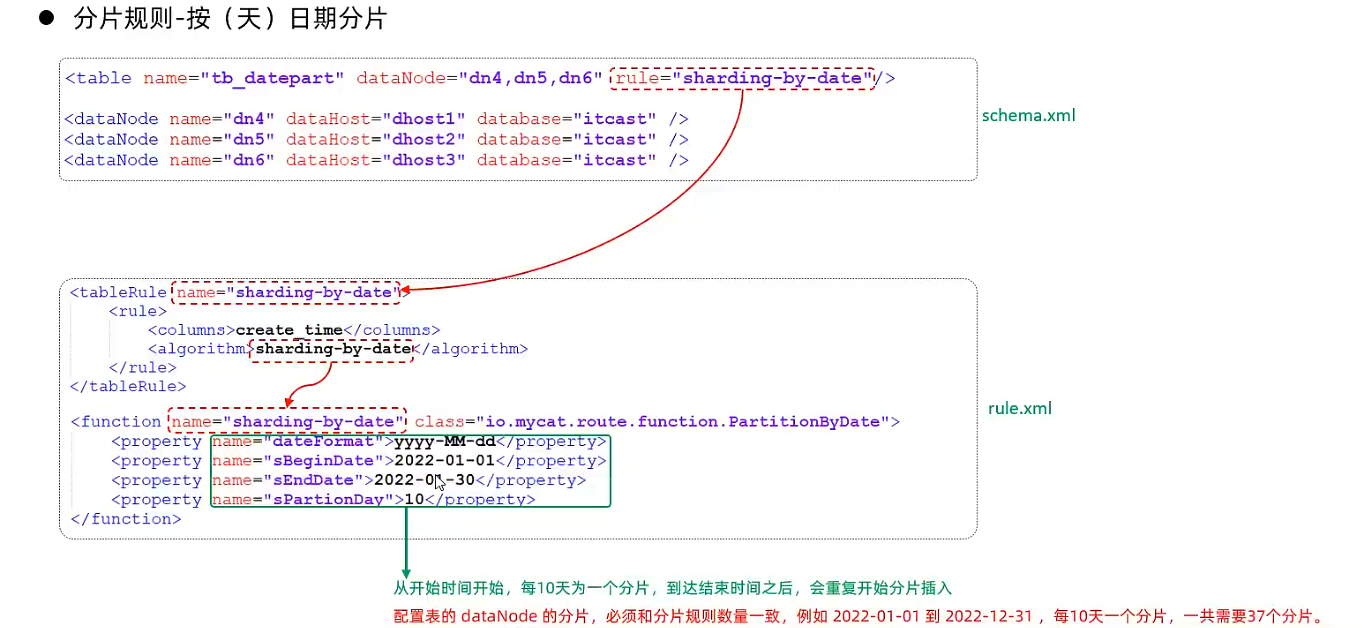 ● 分片规则-按（天）日期分片
<table name="tb_datepart" dataNode="dn4,dn5,dn6" rule="sharding-by-date"/>
<dataNode name="dn4" dataHost="dhost1" database="itcast" />
<dataNode name="dn5" dataHost="dhost2" database="itcast" />
<dataNode name="dn6" dataHost="dhost3" database="itcast" />
schema.xml
<tableRule name="sharding-by-date">
<rule>
<columns>create_time</columns>
<algorithm>sharding-by-date</algorithm>
</rule>
</tableRule>
<function name="sharding-by-date" class="io.mycat.route.function.PartitionByDate">
<property name="dateFormat">yyyy-MM-dd</property>
<property name="sBeginDate">2022-01-01</property>
<property name="sEndDate">2022-01-30</property>
<property name="sPartionDay">10</property>
</function>
rule.xml
从开始时间开始，每10天为一个分片，到达结束时间之后，会重复开始分片插入
配置表的 dataNode 的分片，必须和分片规则数量一致，例如 2022-01-01 到 2022-12-31 ，每10天一个分片，一共需要37个分片。